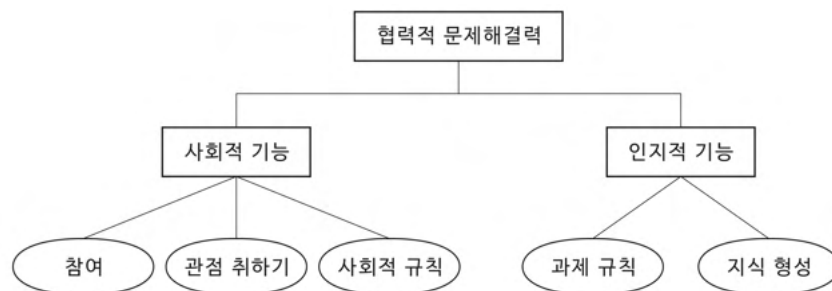 협력적 문제해결력
사회적 기능
인지적 기능
참여
관점 취하기
사회적 규칙
과제 규칙
지식 형성